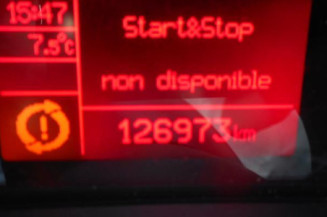 15:47
Start&Stop
7.5°c
non disponible
126973km